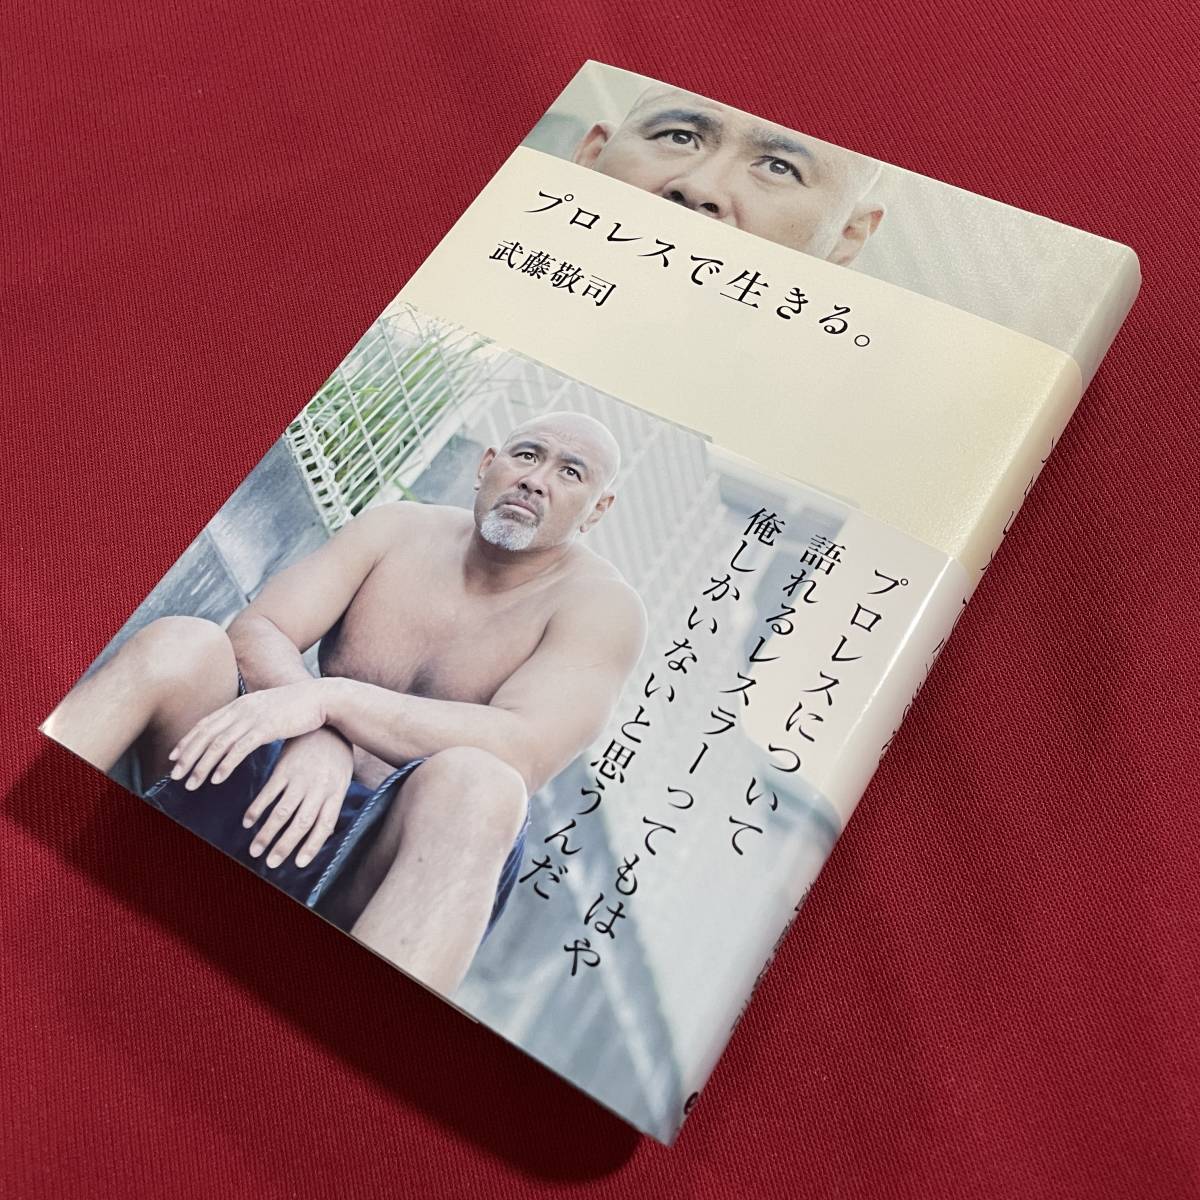 プロレスで生きる。
武藤敬司
プロレスについて
語れるレスラーってもはや
俺しかいないと思うんだ